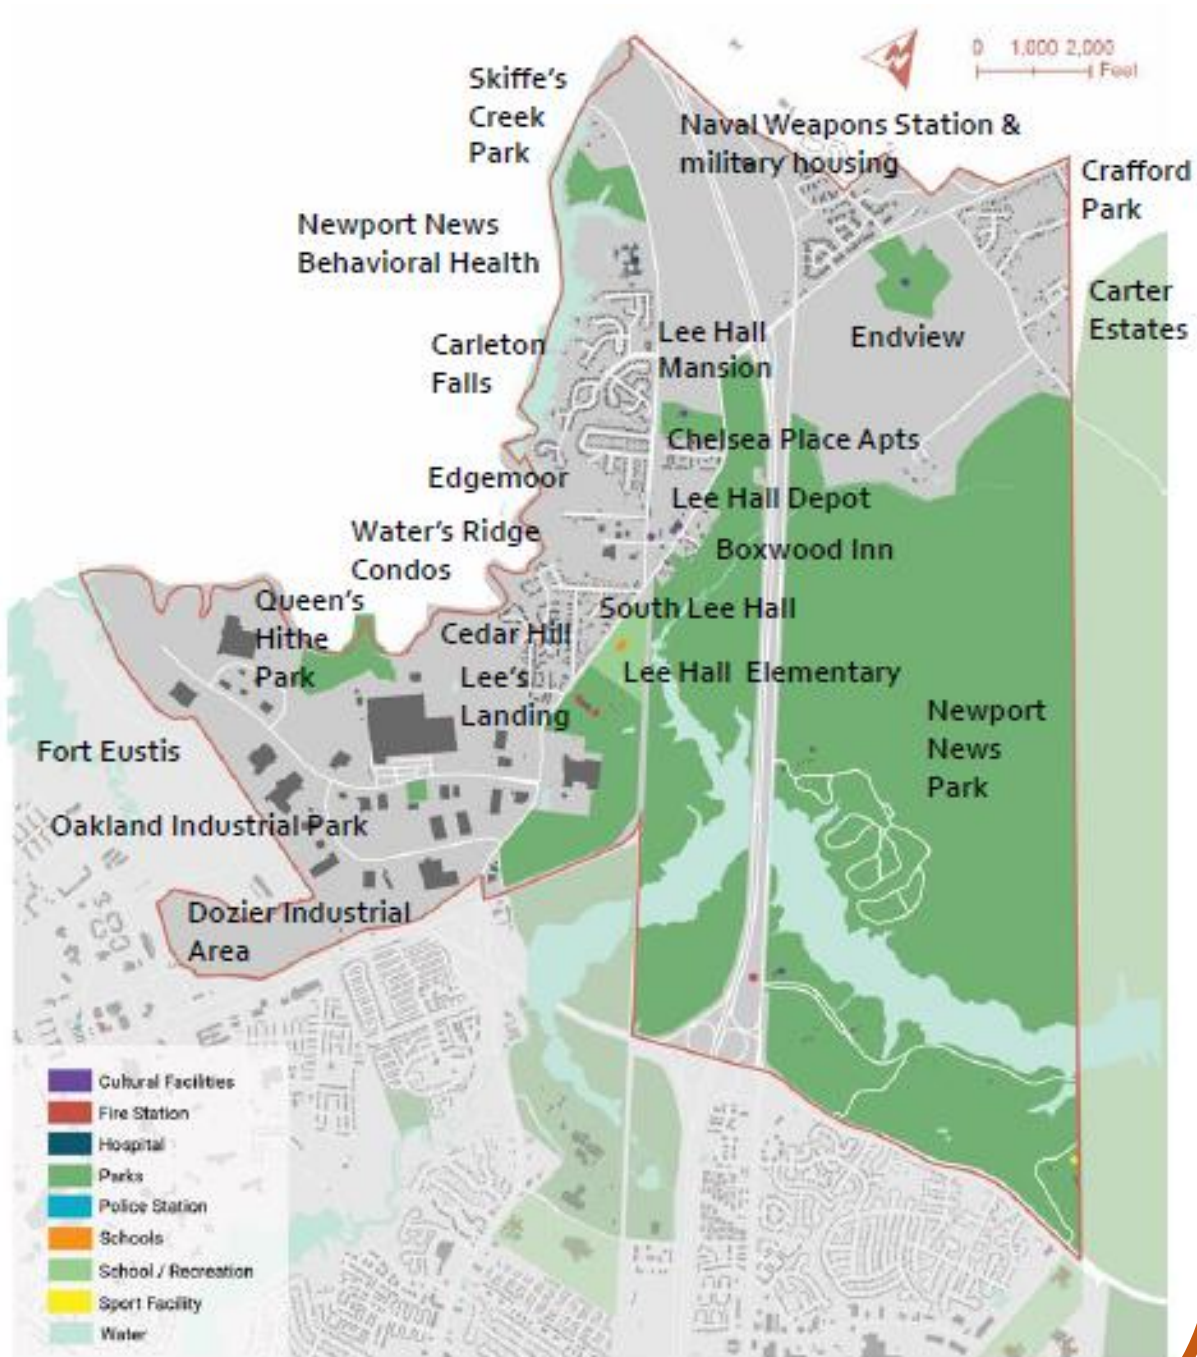 0 1,000 2,000
Feet
Skiffe's
Creek
Park
Naval Weapons Station &
military housing
Crafford
Park
Newport News
Behavioral Health
Carter
Estates
Carleton
Falls
Lee Hall
Mansion
Endview
Chelsea Place Apts
Edgemoor
Lee Hall Depot
Water's Ridge
Condos
Boxwood Inn
Queen's
Hithe
Park
South Lee Hall
Cedar Hill
Lee's
Landing
Lee Hall Elementary
Newport
News
Park
Fort Eustis
Oakland Industrial Park
Dozier Industrial
Area
Cultural Facilities
Fire Station
Hospital
Parks
Police Station
Schools
School / Recreation
Sport Facility
Water